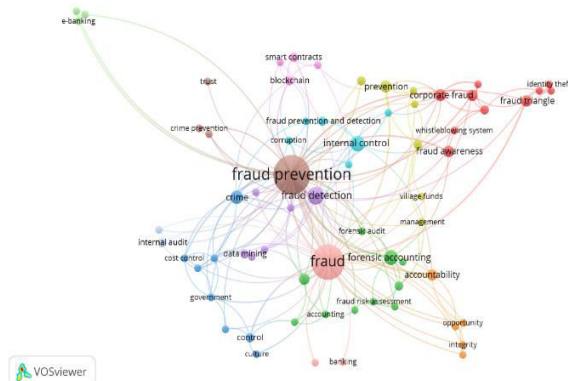 e-banking
smart contracts
trust
blockchain
prevention
corporate fraud
identity theft
fraud triangle
fraud prevention and detection
crime prevention
whistleblowing system
corruption
internal control
fraud awareness
fraud prevention
crime
fraud detection
village funds
management
forensic audit
internal audit
data mining
cost control
fraud
forensic accounting
accountability
government
fraud risk assessment
accounting
opportunity
control
integrity
culture
banking
VOSviewer